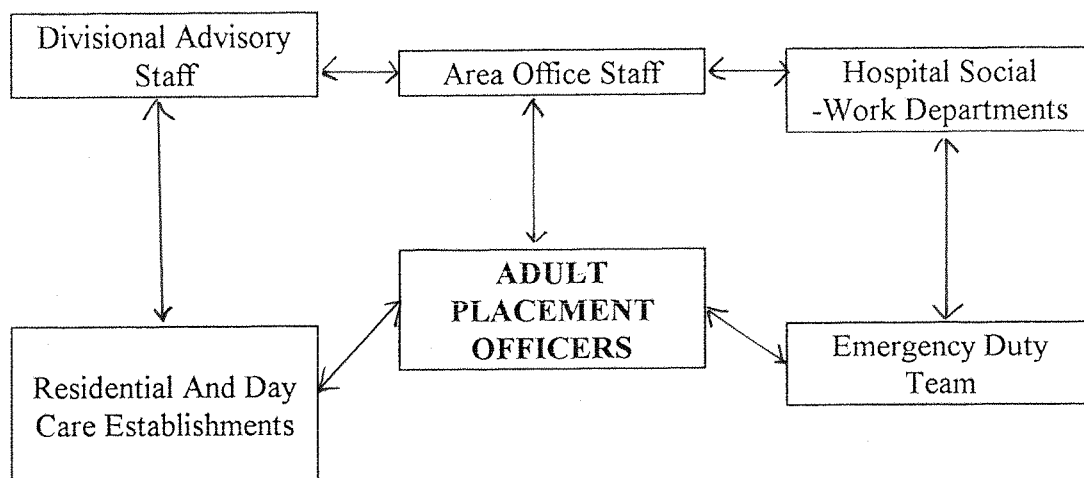 Divisional Advisory
Staff
Area Office Staff
Hospital Social
-Work Departments
ADULT
PLACEMENT
OFFICERS
Residential And Day
Care Establishments
Emergency Duty
Team